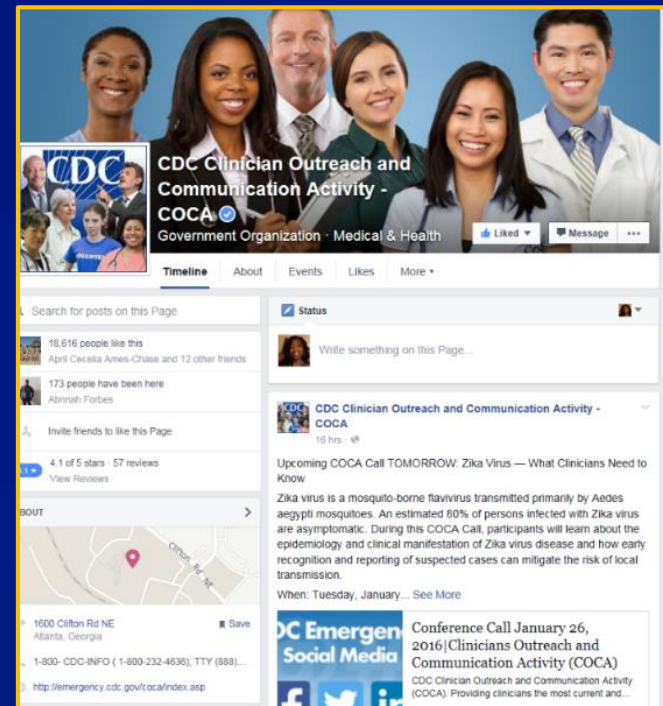 CDC
CDC Clinician Outreach and
Communication Activity -
COCA
Government Organization · Medical & Health
Liked
Message
Timeline About Events Likes More
Search for posts on this Page
18,616 people like this
April Cecelia Ames-Chase and 12 other friends
173 people have been here
Abnnah Forbes
Invite friends to like this Page
4.1 of 5 stars · 57 reviews
View Reviews
BOUT
Clifton Rd NE
1600 Clifton Rd NE
Save
Atlanta, Georgia
1-800- CDC-INFO ( 1-800-232-4636); TTY (888)...
http://emergency.cdc.gov/coca/index.asp
Status
Write something on this Page...
CDC
CDC Clinician Outreach and Communication Activity -
COCA
16 hrs ·
Upcoming COCA Call TOMORROW: Zika Virus — What Clinicians Need to
Know
Zika virus is a mosquito-borne flavivirus transmitted primarily by Aedes
aegypti mosquitoes. An estimated 80% of persons infected with Zika virus
are asymptomatic. During this COCA Call, participants will learn about the
epidemiology and clinical manifestation of Zika virus disease and how early
recognition and reporting of suspected cases can mitigate the risk of local
transmission.
When: Tuesday, January... See More
DC Emergen
Social Media
f in
Conference Call January 26,
2016|Clinicians Outreach and
Communication Activity (COCA)
CDC Clinician Outreach and Communication Activity
(COCA). Providing clinicians the most current and...